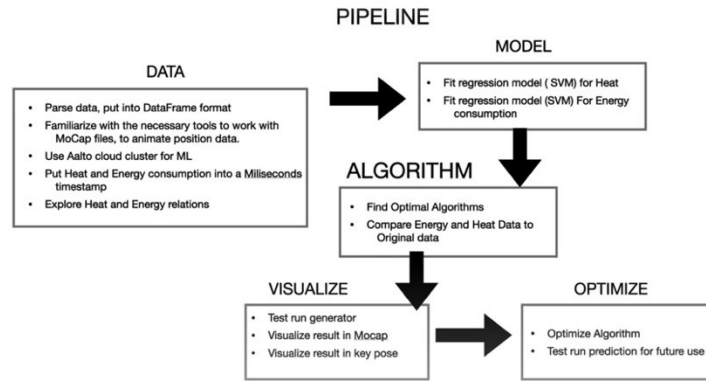 PIPELINE
DATA
• Parse data, put into DataFrame format
• Familiarize with the necessary tools to work with
MoCap files, to animate position data.
• Use Aalto cloud cluster for ML
• Put Heat and Energy consumption into a Miliseconds
timestamp
• Explore Heat and Energy relations
MODEL
• Fit regression model ( SVM) for Heat
• Fit regression model (SVM) For Energy
consumption
ALGORITHM
• Find Optimal Algorithms
• Compare Energy and Heat Data to
Original data
VISUALIZE
• Test run generator
• Visualize result in Mocap
• Visualize result in key pose
OPTIMIZE
• Optimize Algorithm
• Test run prediction for future use